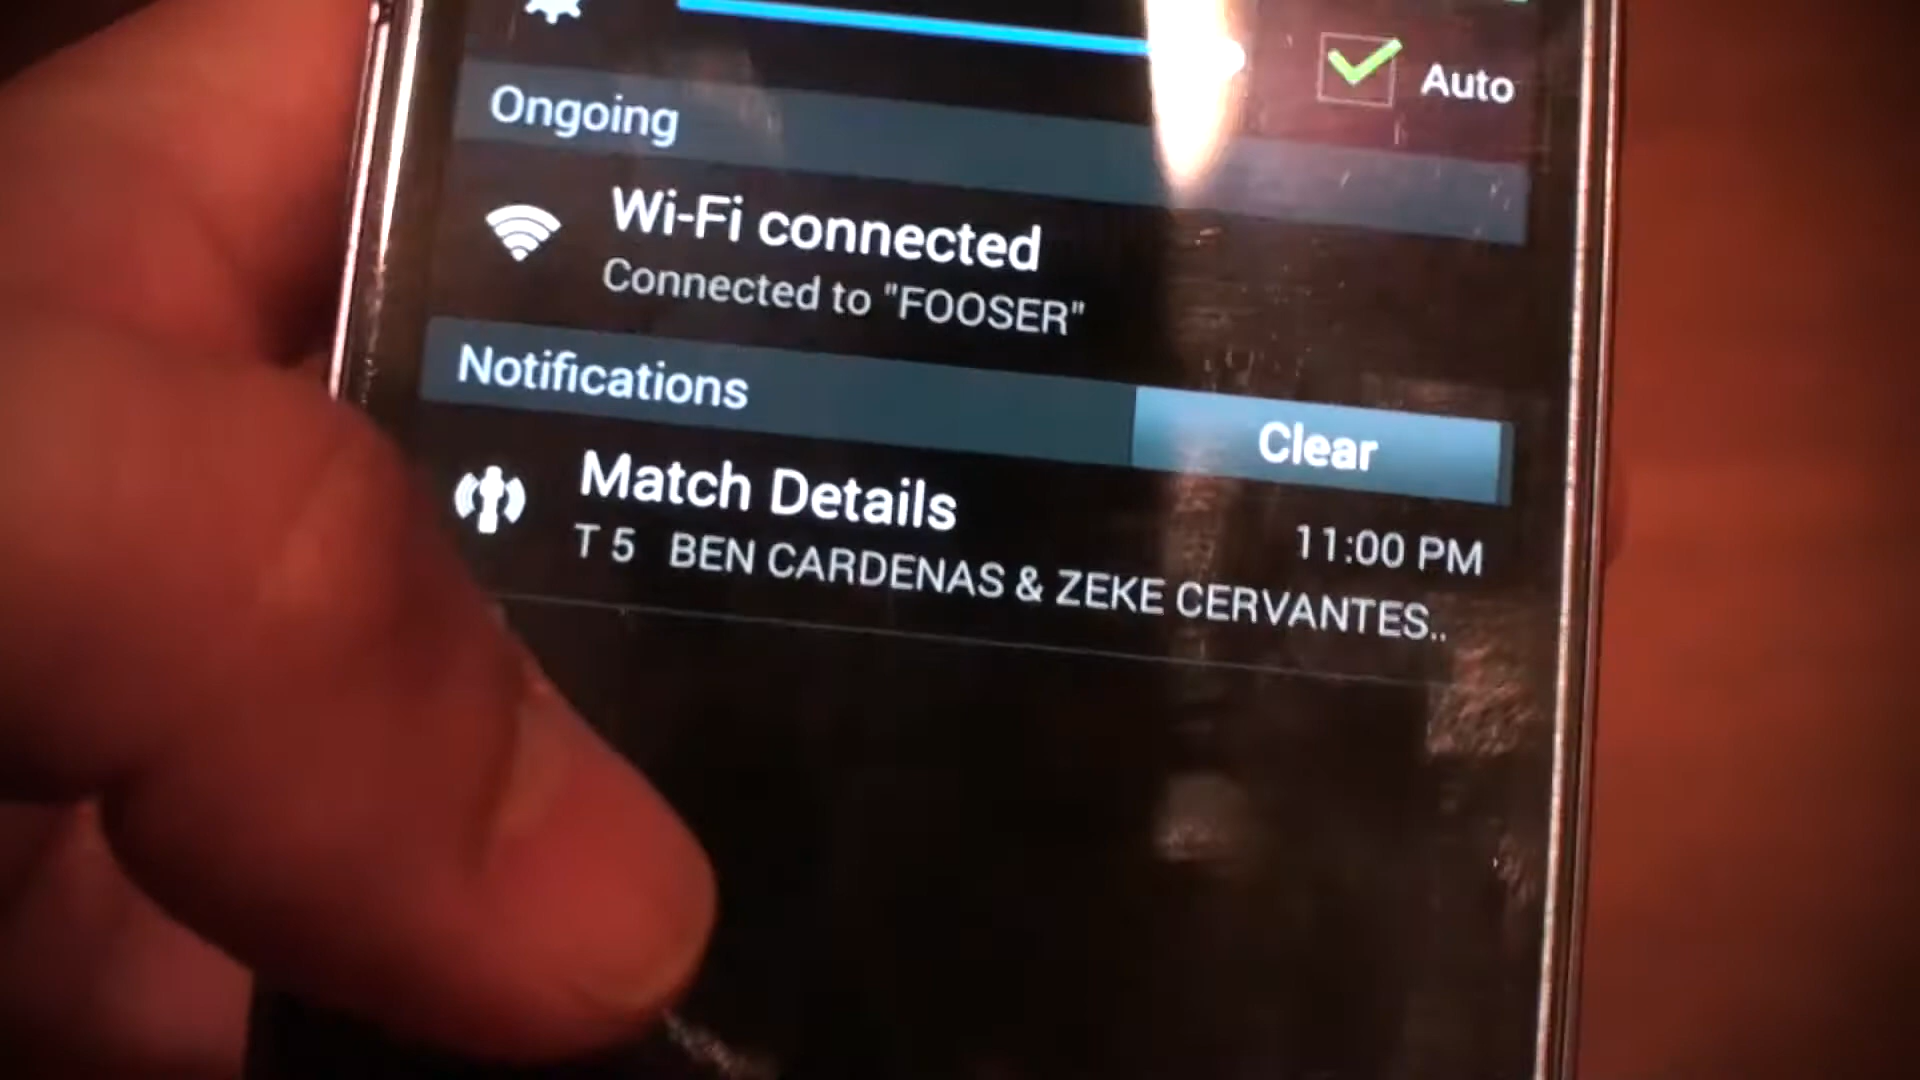 Auto
Ongoing
Wi-Fi connected
Connected to "FOOSER"
Notifications
Clear
Match Details
11:00 PM
T 5 BEN CARDENAS & ZEKE CERVANTES..